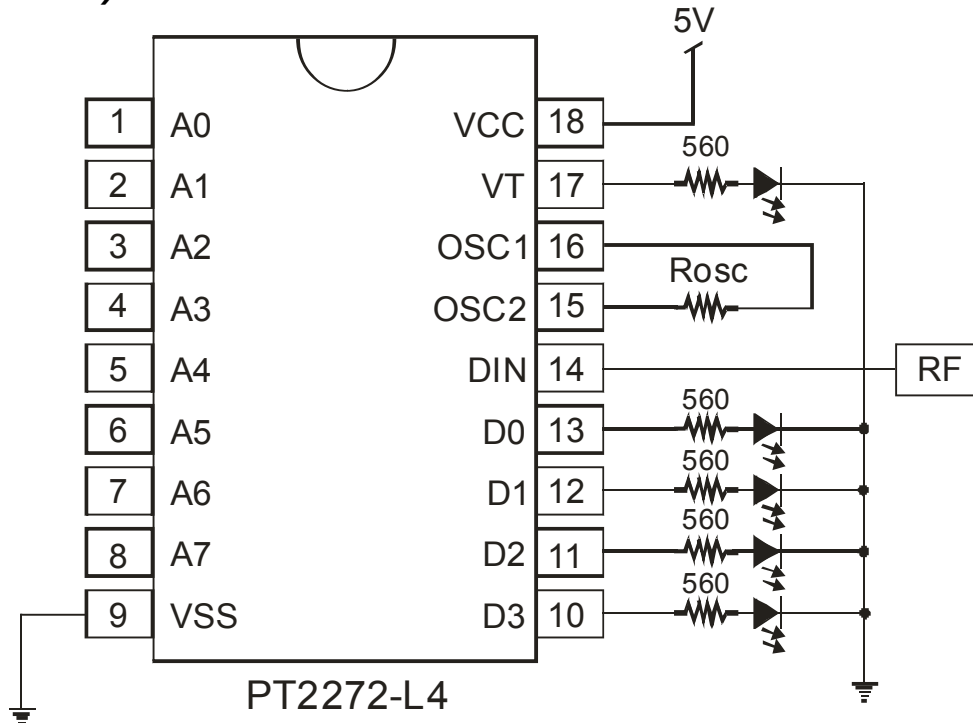 5V
1 A0 VCC 18
560
2 A1 VT 17
3 A2 OSC1 16
Rosc
4 A3 OSC2 15
5 A4 DIN 14 RF
560
6 A5 D0 13
560
7 A6 D1 12
560
8 A7 D2 11
560
9 VSS D3 10
PT2272-L4